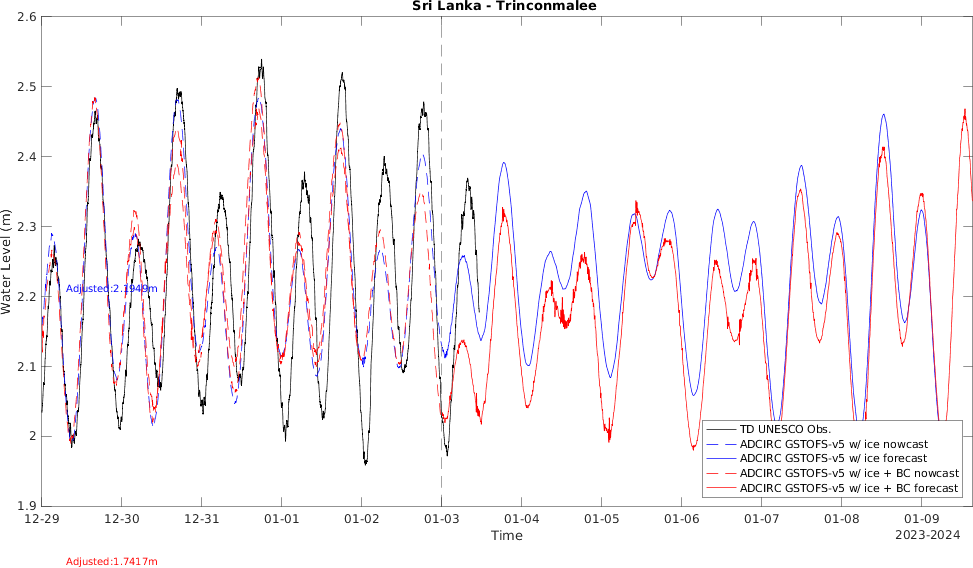 Sri Lanka - Trinconmalee
2.6
2.5
2.4
2.3
2.2
2.1
2
1.9
Water Level (m)
Adjusted:2.1949m
TD UNESCO Obs.
ADCIRC GSTOFS-v5 w/ ice nowcast
ADCIRC GSTOFS-v5 w/ ice forecast
ADCIRC GSTOFS-v5 w/ ice + BC nowcast
ADCIRC GSTOFS-v5 w/ ice + BC forecast
12-29 12-30 12-31 01-01 01-02 01-03 01-04 01-05 01-06 01-07 01-08 01-09
Time
2023-2024
Adjusted:1.7417m